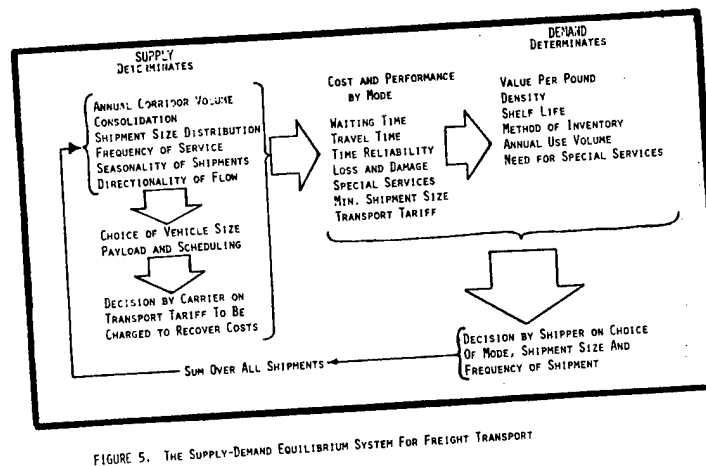 SUPPLY
DETERMINATES
ANNUAL CORRIDOR VOLUME
CONSOLIDATION
SHIPMENT SIZE DISTRIBUTION
FREQUENCY OF SERVICE
SEASONALITY OF SHIPMENTS
DIRECTIONALITY OF FLOW
CHOICE OF VEHICLE SIZE
PAYLOAD AND SCHEDULING
DECISION BY CARRIER ON
TRANSPORT TARIFF TO BE
CHARGED TO RECOVER COSTS
COST AND PERFORMANCE
BY MODE
WAITING TIME
TRAVEL TIME
TIME RELIABILITY
LOSS AND DAMAGE
SPECIAL SERVICES
MIN. SHIPMENT SIZE
TRANSPORT TARIFF
DEMAND
DETERMINATES
VALUE PER POUND
DENSITY
SHELF LIFE
METHOD OF INVENTORY
ANNUAL USE VOLUME
NEED FOR SPECIAL SERVICES
DECISION BY SHIPPER ON CHOICE
OF MODE, SHIPMENT SIZE AND
FREQUENCY OF SHIPMENT
SUM OVER ALL SHIPMENTS
FIGURE 5. THE SUPPLY-DEMAND EQUILIBRIUM SYSTEM FOR FREIGHT TRANSPORT